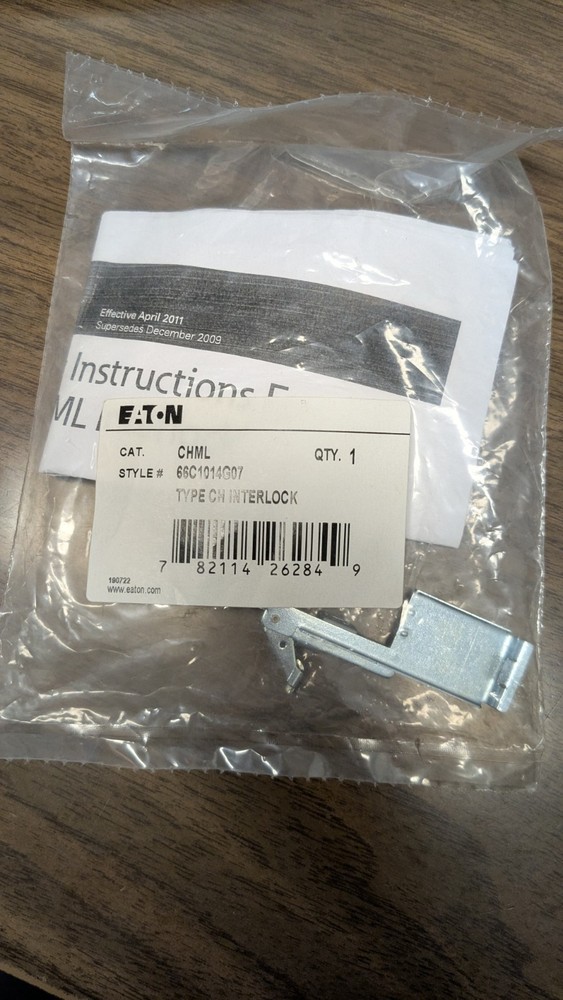 Effective April 2011
Supersedes December 2009
Instructions F
ML
EATON
CAT. CHML QTY. 1
STYLE # 66C1014G07
TYPE CH INTERLOCK
7 82114 26284 9
190722
www.eaton.com